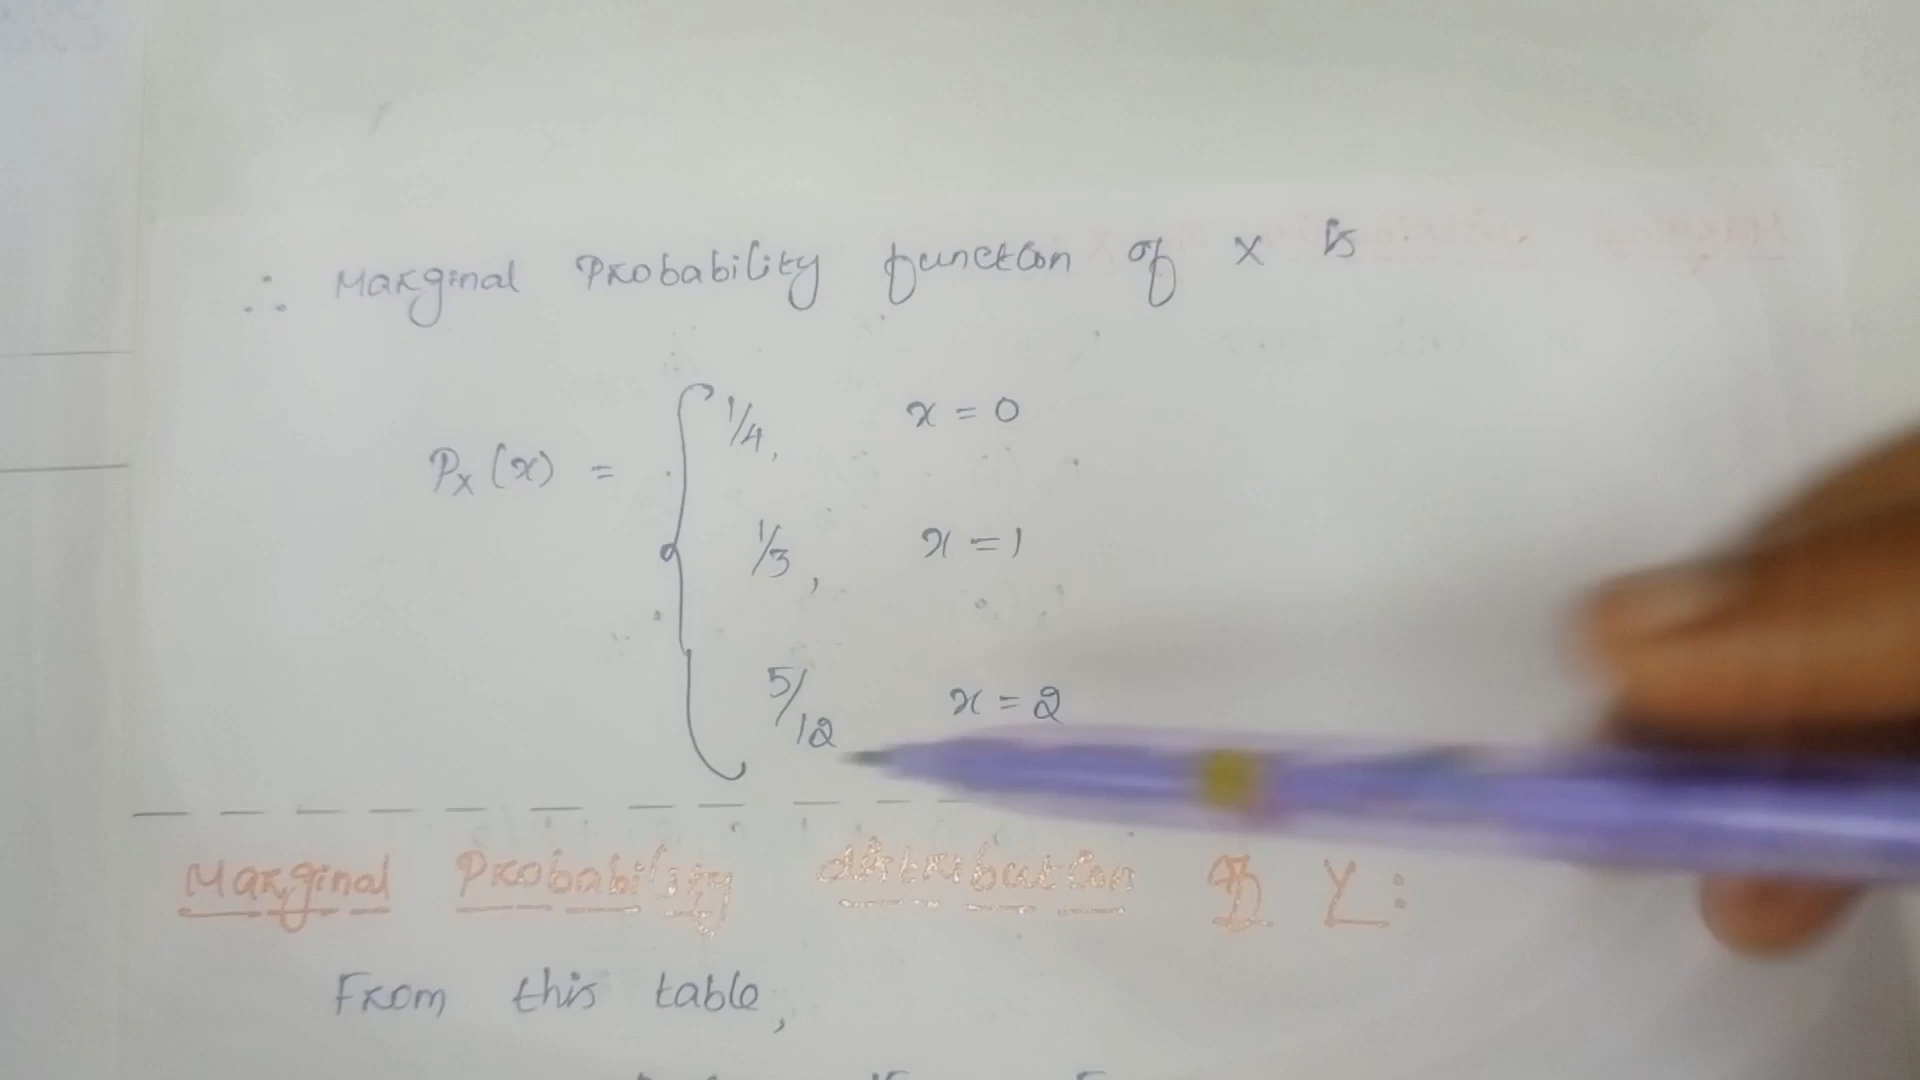 ∴ Marginal Probability function of X is
P_X(x) =
1/4, x = 0
1/3, x = 1
5/12 x = 2
Marginal Probability distribution of Y:
From this table,